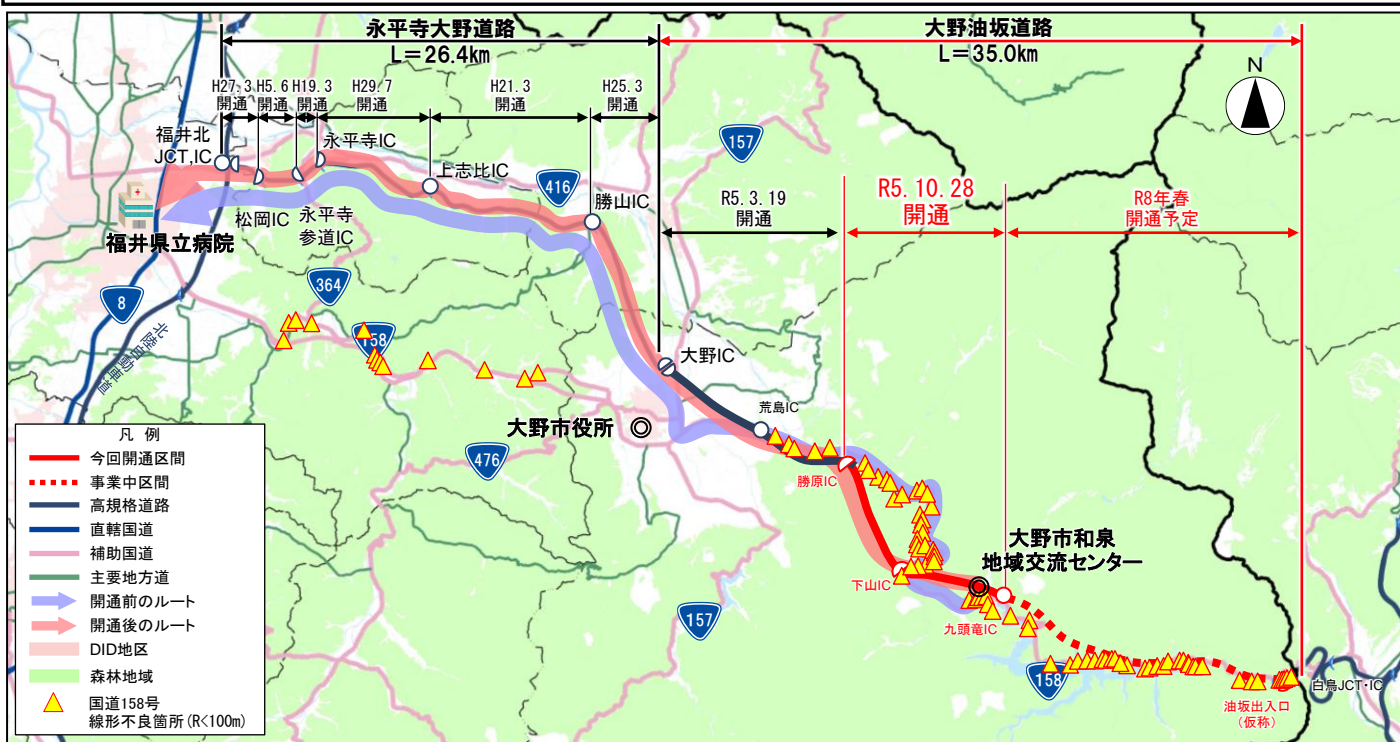 永平寺大野道路
L=26.4km
大野油坂道路
L=35.0km
H27.3
開通
H5.6
開通
H19.3
開通
H29.7
開通
H21.3
開通
H25.3
開通
N
福井北
JCT,IC
永平寺IC
上志比IC
157
416
勝山IC
R5.3.19
開通
R5.10.28
開通
R8年春
開通予定
松岡IC
永平寺
参道IC
福井県立病院
364
8
158
北陸自動車道
大野IC
荒島IC
大野市役所
476
勝原IC
大野市和泉
地域交流センター
下山IC
九頭竜IC
157
158
白鳥JCT・IC
油坂出入口
(仮称)
凡 例
今回開通区間
事業中区間
高規格道路
直轄国道
補助国道
主要地方道
開通前のルート
開通後のルート
DID地区
森林地域
国道158号
線形不良箇所(R<100m)